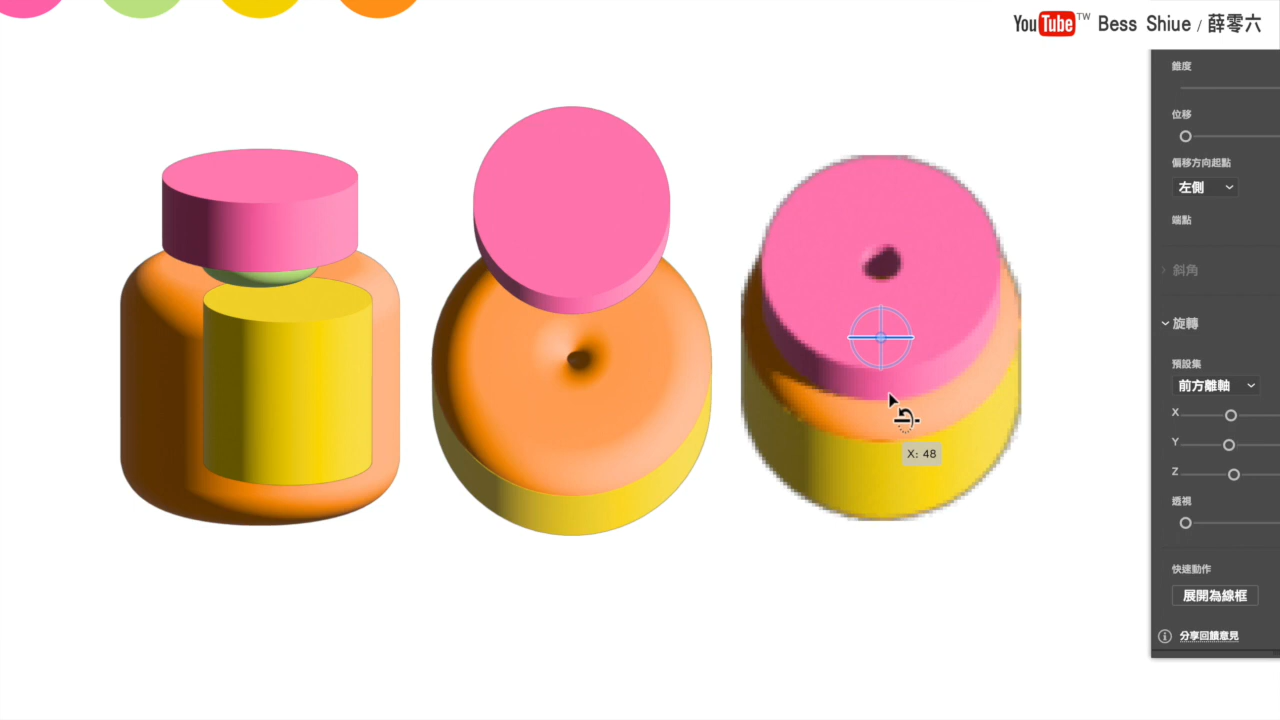 YouTube TW Bess Shiue / 薛零六
錐度
位移
偏移方向起點
左側
端點
斜角
旋轉
預設集
前方離軸
X
Y
Z
透視
快速動作
展開為線框
分享回饋意見
X: 48